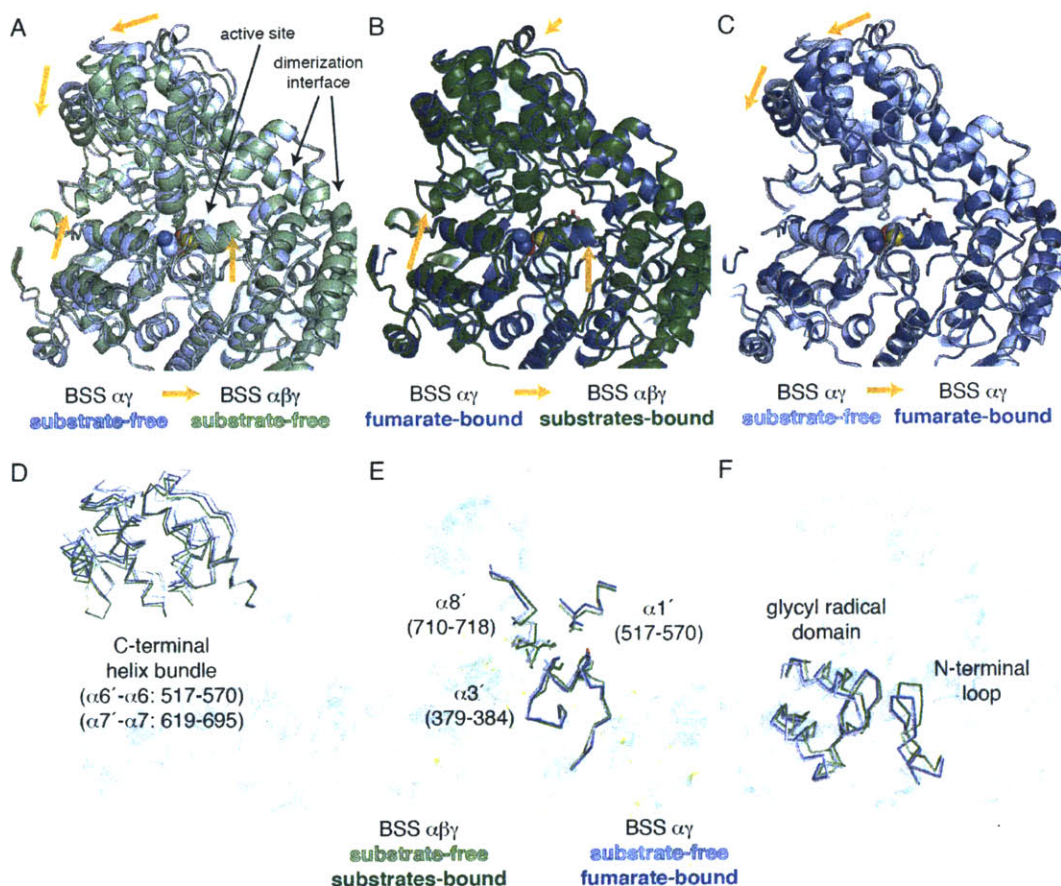 A
active site
dimerization
interface
B
C
BSS αγ
BSS αβγ
substrate-free
substrate-free
BSS αγ
BSS αβγ
fumarate-bound
substrates-bound
BSS αγ
BSS αγ
substrate-free
fumarate-bound
D
C-terminal
helix bundle
(α6´-α6: 517-570)
(α7´-α7: 619-695)
E
α8´
(710-718)
α1´
(517-570)
α3´
(379-384)
F
glycyl radical
domain
N-terminal
loop
BSS αβγ
substrate-free
substrates-bound
BSS αγ
substrate-free
fumarate-bound